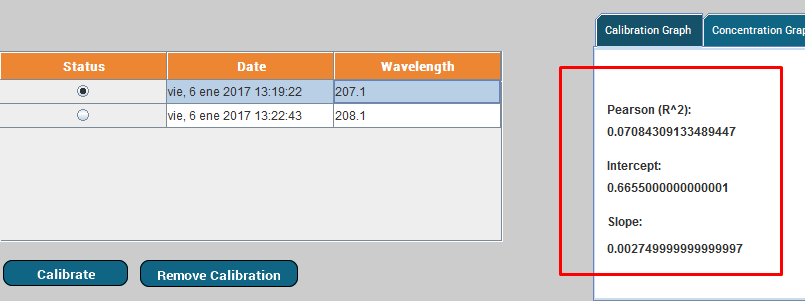 Calibration Graph Concentration Grap
Status Date Wavelength
vie, 6 ene 2017 13:19:22 207.1
vie, 6 ene 2017 13:22:43 208.1
Pearson (R^2):
0.07084309133489447
Intercept:
0.6655000000000001
Slope:
0.002749999999999997
Calibrate Remove Calibration